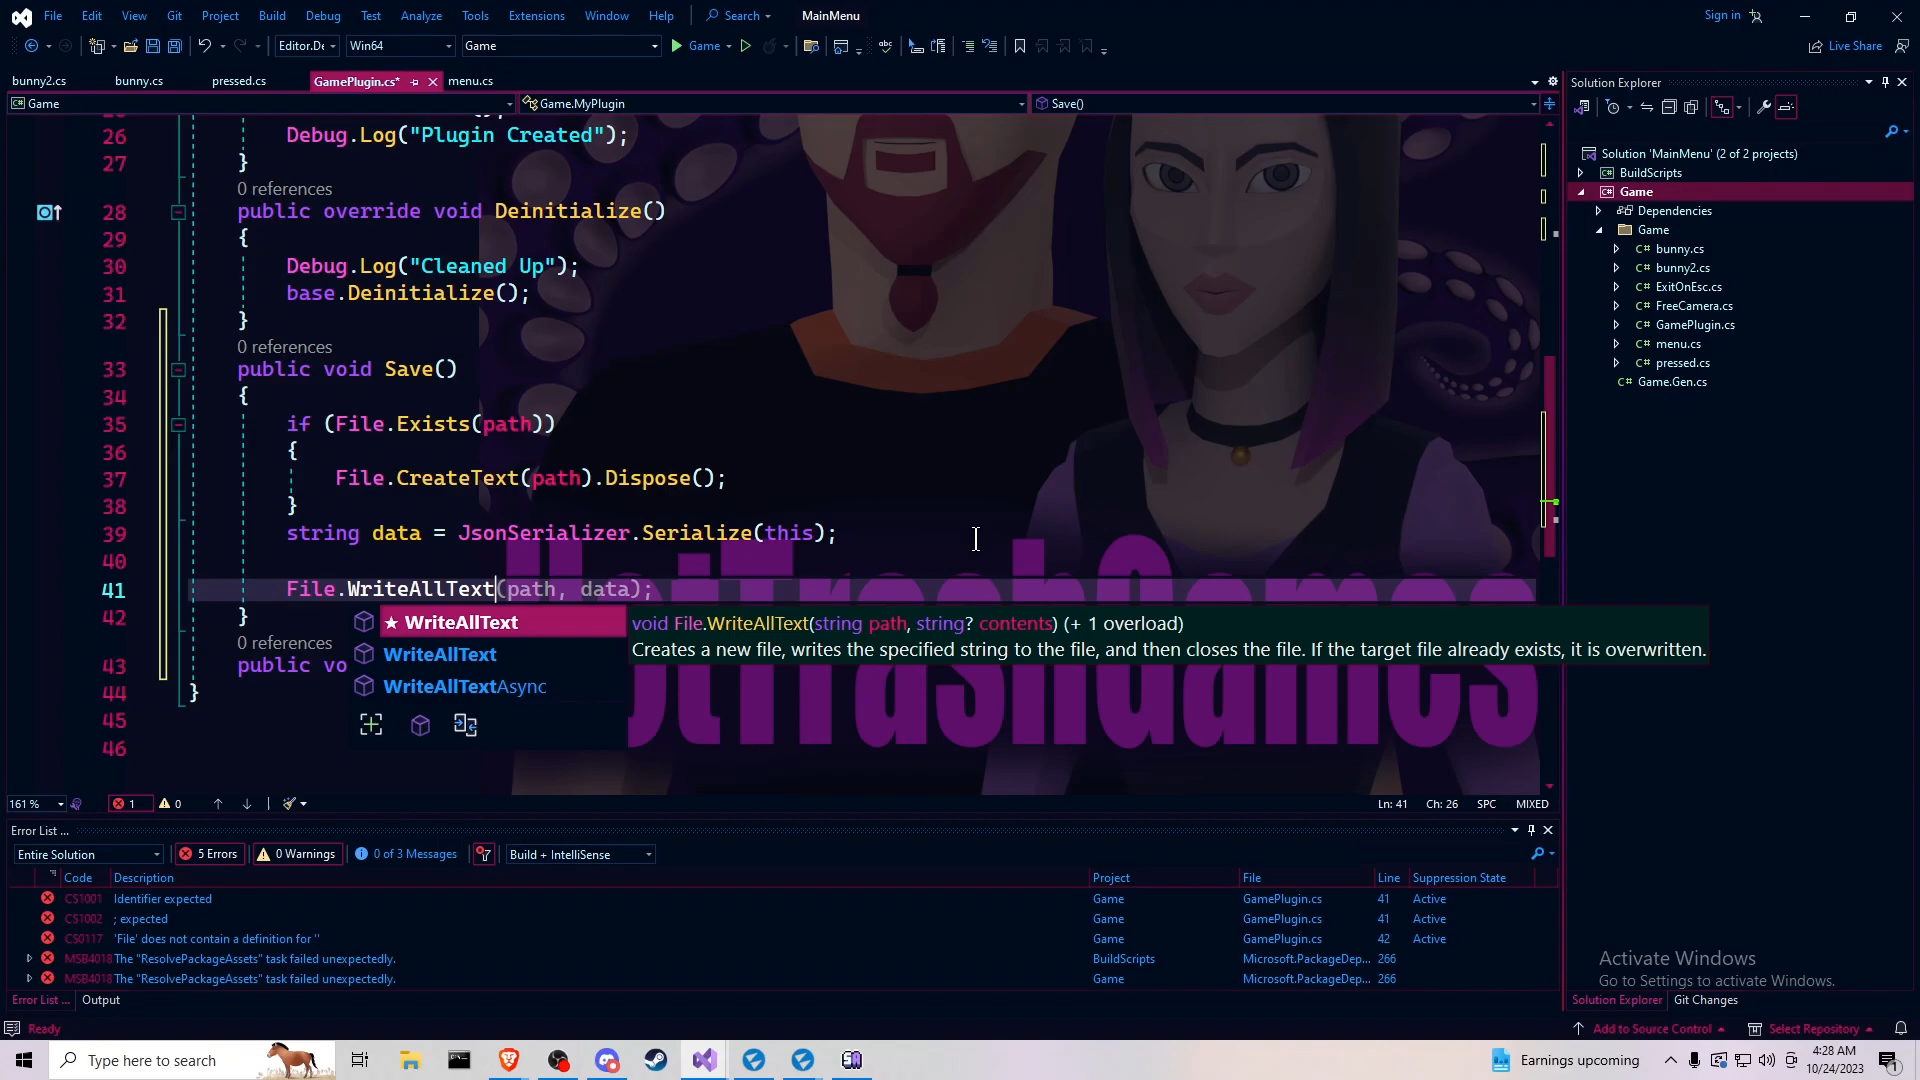 File Edit View Git Project Build Debug Test Analyze Tools Extensions Window Help Search MainMenu Sign in
Editor.De Win64 Game Game Live Share
bunny2.cs bunny.cs pressed.cs GamePlugin.cs* menu.cs
Game Game.MyPlugin Save()
26 Debug.Log("Plugin Created");
27 }
0 references
28 public override void Deinitialize()
29 {
30 Debug.Log("Cleaned Up");
31 base.Deinitialize();
32 }
0 references
33 public void Save()
34 {
35 if (File.Exists(path))
36 {
37 File.CreateText(path).Dispose();
38 }
39 string data = JsonSerializer.Serialize(this);
40
41 File.WriteAllText(path, data);
42 }
★ WriteAllText
WriteAllText
WriteAllTextAsync
void File.WriteAllText(string path, string? contents) (+ 1 overload)
Creates a new file, writes the specified string to the file, and then closes the file. If the target file already exists, it is overwritten.
0 references
43 public vo
44 }
45
46
161 % 1 0 Ln: 41 Ch: 26 SPC MIXED
Error List ...
Entire Solution 5 Errors 0 Warnings 0 of 3 Messages Build + IntelliSense
Code Description Project File Line Suppression State
CS1001 Identifier expected Game GamePlugin.cs 41 Active
CS1002 ; expected Game GamePlugin.cs 41 Active
CS0117 'File' does not contain a definition for '' Game GamePlugin.cs 42 Active
MSB4018 The "ResolvePackageAssets" task failed unexpectedly. BuildScripts Microsoft.PackageDep... 266
MSB4018 The "ResolvePackageAssets" task failed unexpectedly. Game Microsoft.PackageDep... 266
Error List ... Output
Solution Explorer
Solution 'MainMenu' (2 of 2 projects)
BuildScripts
Game
Dependencies
Game
C# bunny.cs
C# bunny2.cs
C# ExitOnEsc.cs
C# FreeCamera.cs
C# GamePlugin.cs
C# menu.cs
C# pressed.cs
C# Game.Gen.cs
Activate Windows
Go to Settings to activate Windows.
Solution Explorer Git Changes
Ready Add to Source Control Select Repository
Type here to search Earnings upcoming 4:28 AM
10/24/2023